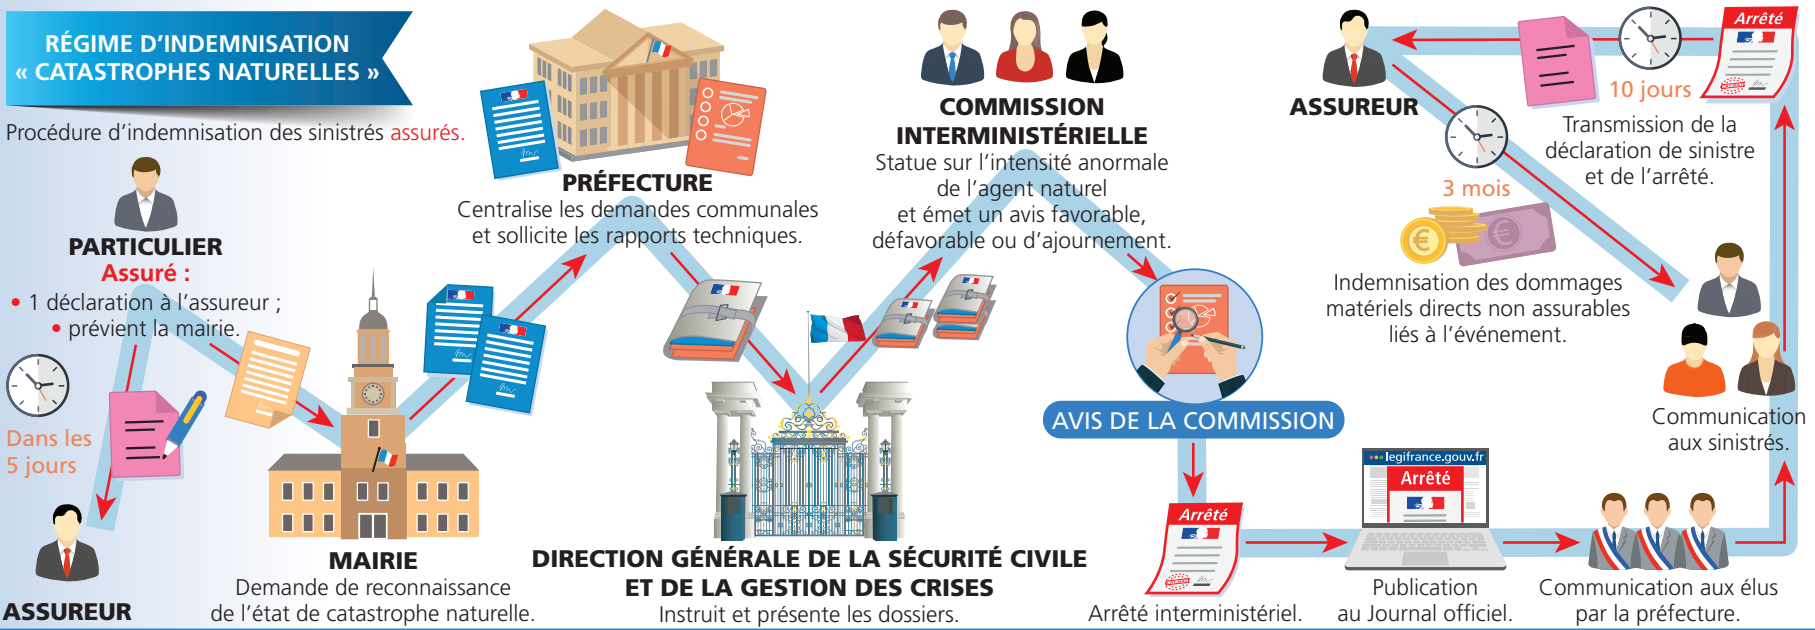 RÉGIME D'INDEMNISATION
« CATASTROPHES NATURELLES »
Procédure d'indemnisation des sinistrés assurés.
PARTICULIER
Assuré :
• 1 déclaration à l'assureur ;
• prévient la mairie.
Dans les
5 jours
ASSUREUR
MAIRIE
Demande de reconnaissance
de l'état de catastrophe naturelle.
PRÉFECTURE
Centralise les demandes communales
et sollicite les rapports techniques.
DIRECTION GÉNÉRALE DE LA SÉCURITÉ CIVILE
ET DE LA GESTION DES CRISES
Instruit et présente les dossiers.
COMMISSION
INTERMINISTÉRIELLE
Statue sur l'intensité anormale
de l'agent naturel
et émet un avis favorable,
défavorable ou d'ajournement.
AVIS DE LA COMMISSION
Arrêté
Arrêté interministériel.
legifrance.gouv.fr
Arrêté
Publication
au Journal officiel.
Communication aux élus
par la préfecture.
Communication
aux sinistrés.
Arrêté
10 jours
Transmission de la
déclaration de sinistre
et de l'arrêté.
ASSUREUR
3 mois
€
€
Indemnisation des dommages
matériels directs non assurables
liés à l'événement.